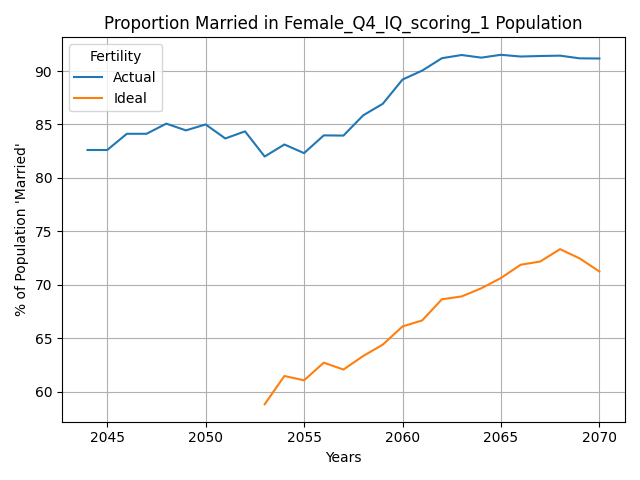 Proportion Married in Female_Q4_IQ_scoring_1 Population
Fertility
Actual
Ideal
% of Population 'Married'
90
85
80
75
70
65
60
2045
2050
2055
2060
2065
2070
Years